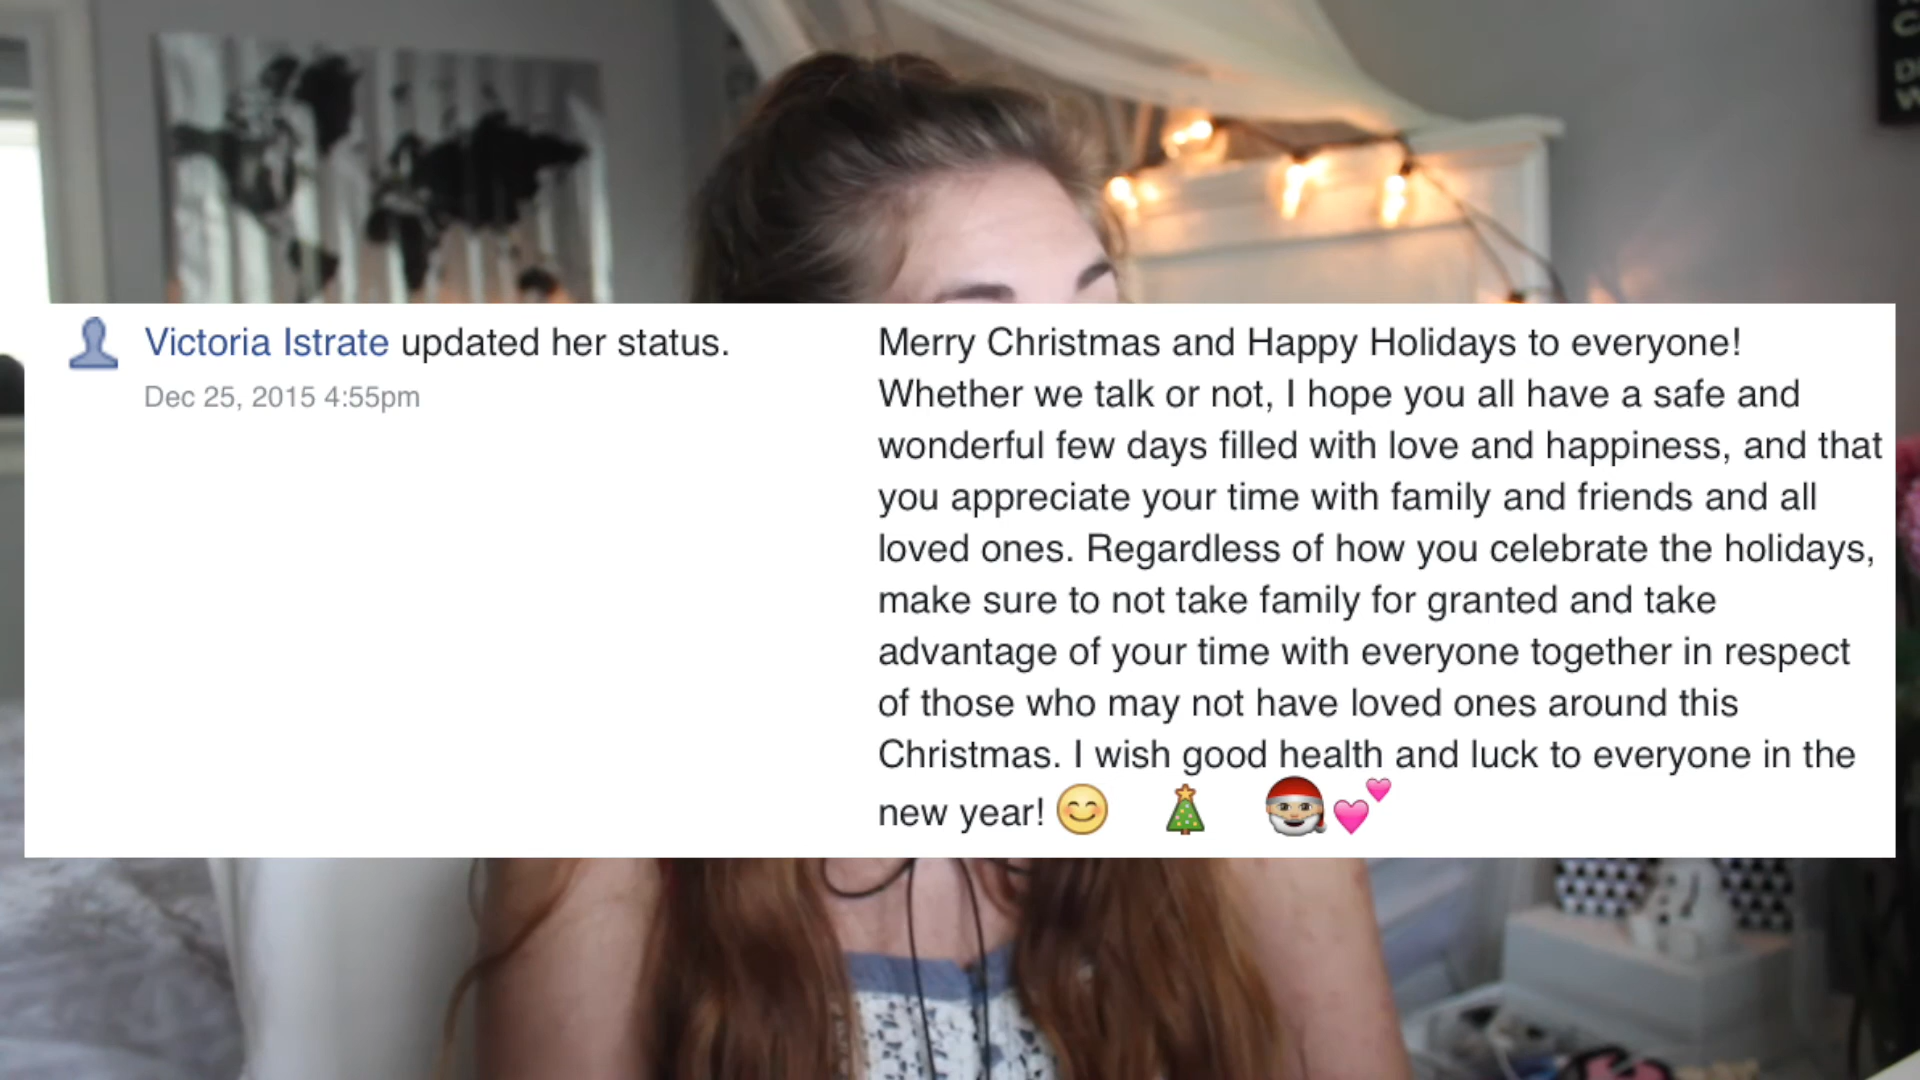 Victoria Istrate updated her status.
Dec 25, 2015 4:55pm
Merry Christmas and Happy Holidays to everyone!
Whether we talk or not, I hope you all have a safe and
wonderful few days filled with love and happiness, and that
you appreciate your time with family and friends and all
loved ones. Regardless of how you celebrate the holidays,
make sure to not take family for granted and take
advantage of your time with everyone together in respect
of those who may not have loved ones around this
Christmas. I wish good health and luck to everyone in the
new year! 😊 🎄 🎅💕